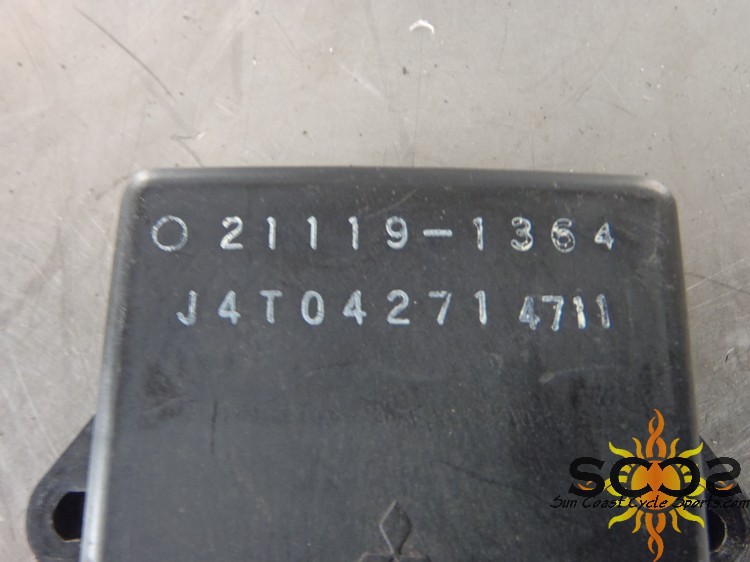 O 21119-1364
J4T04271 4711
SCCS
Sun Coast Cycle Sports.com